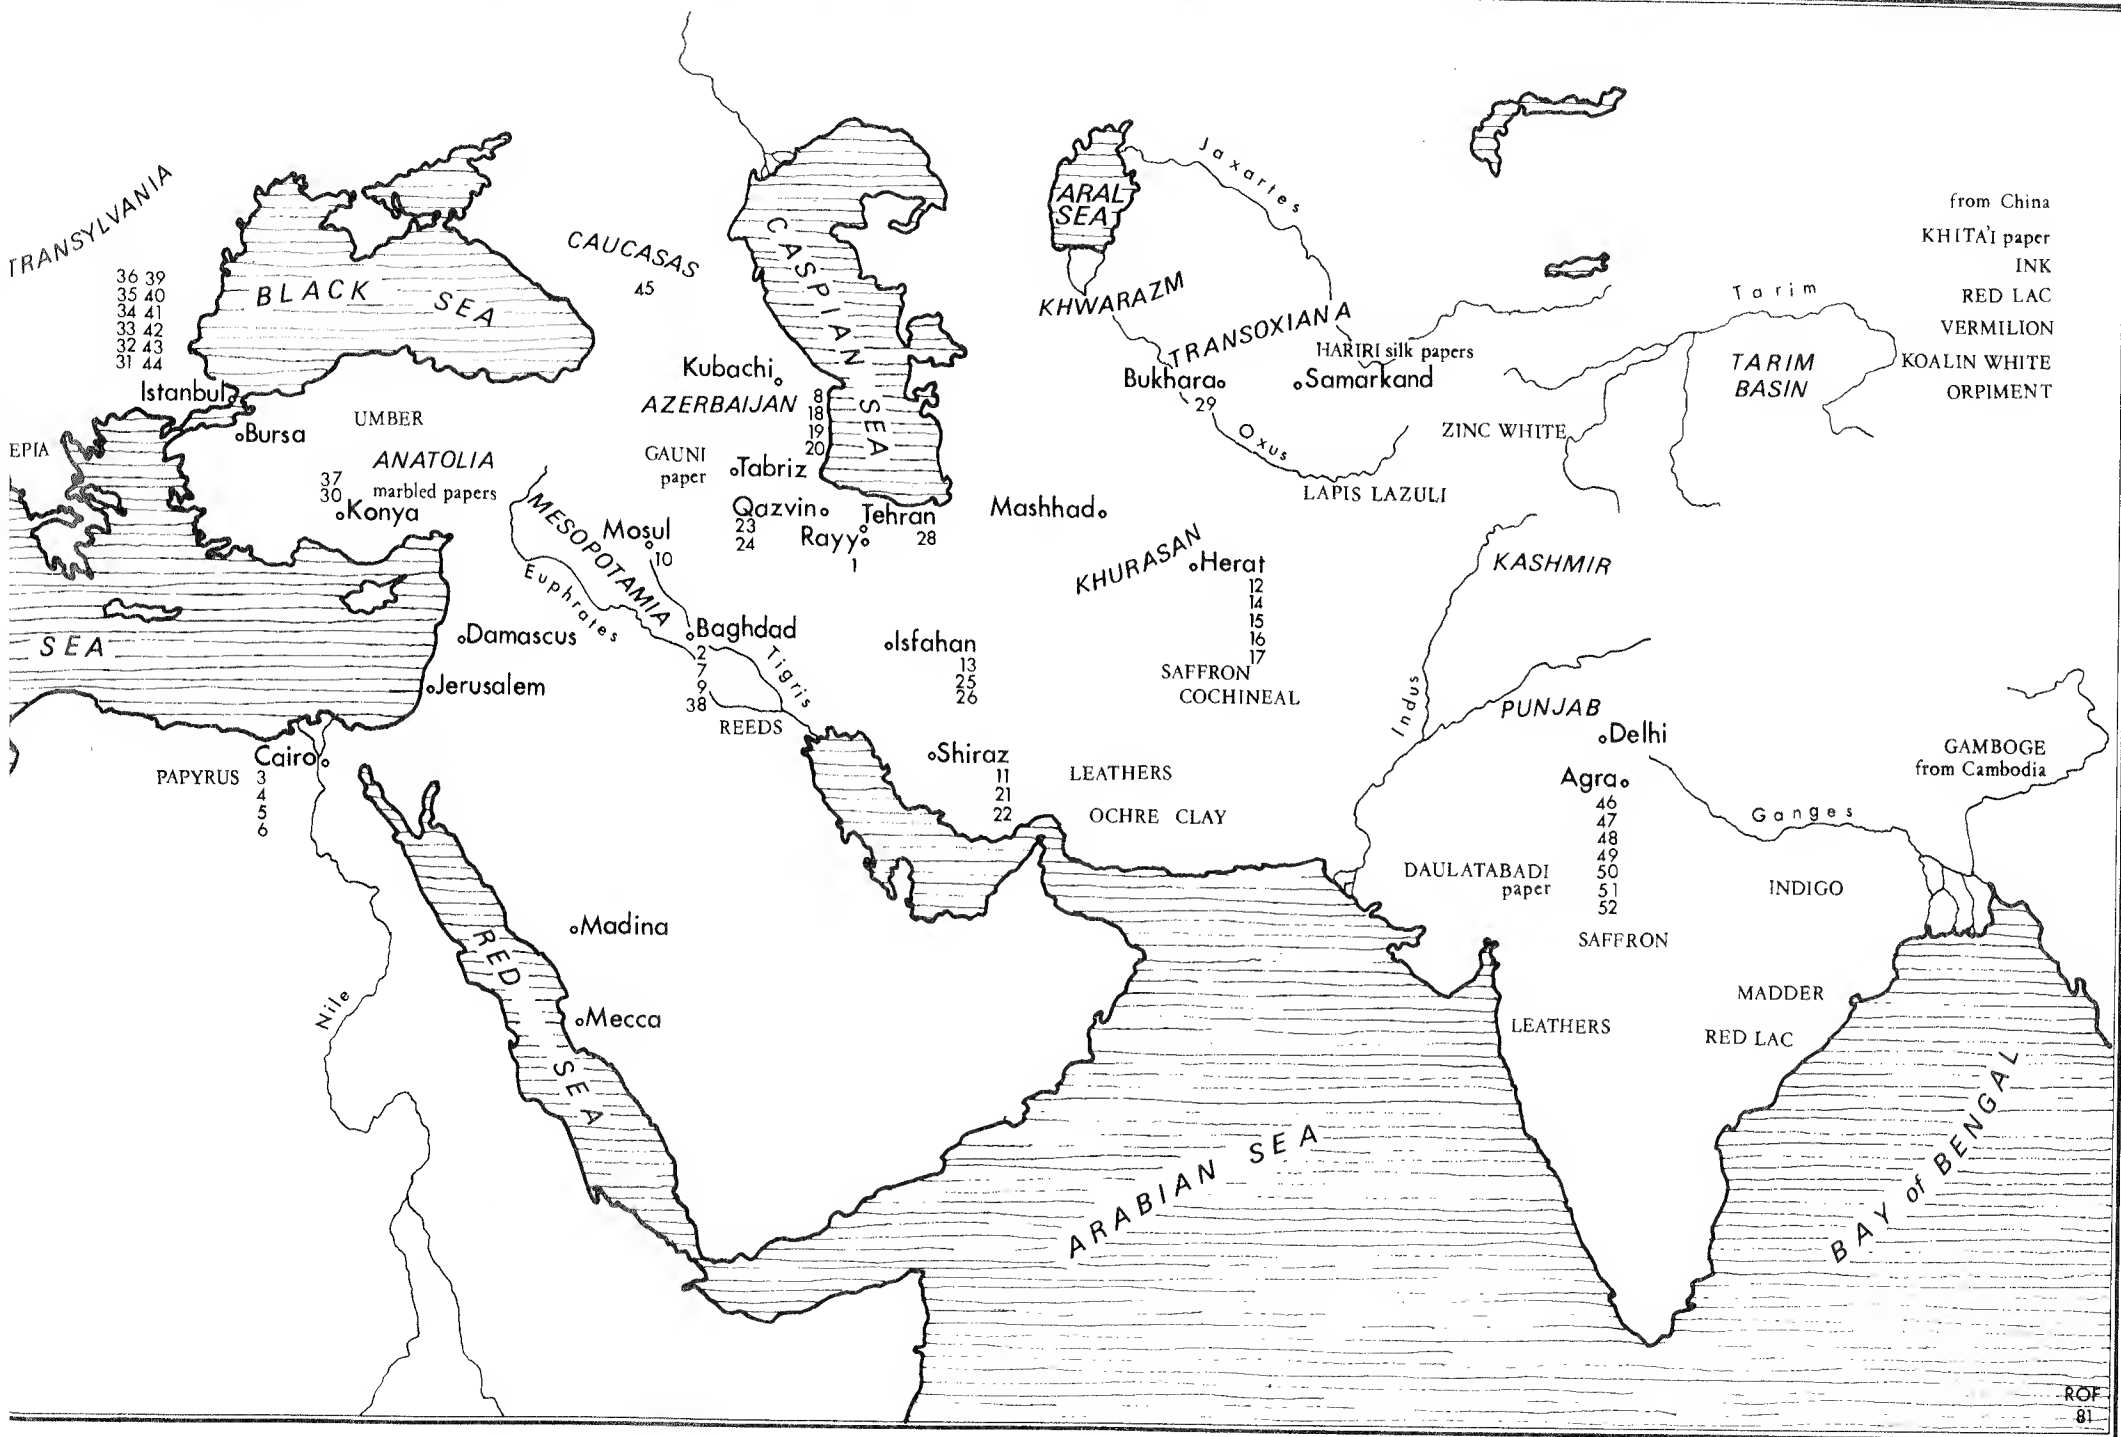 TRANSYLVANIA
36 39
35 40
34 41
33 42
32 43
31 44
Istanbul
BLACK SEA
CAUCASAS
45
CASPIAN SEA
ARAL
SEA
Jaxartes
KHWARAZM
TRANSOXIANA
HARIRI silk papers
Bukhara
29
Samarkand
Oxus
LAPIS LAZULI
ZINC WHITE
Tarim
TARIM
BASIN
from China
KHITA'I paper
INK
RED LAC
VERMILION
KOALIN WHITE
ORPIMENT
Kubachi
AZERBAIJAN
8
18
19
20
GAUNI
paper
Tabriz
Qazvin
23
24
Tehran
28
Rayy
1
Mashhad
EPIA
Bursa
UMBER
ANATOLIA
marbled papers
37
30
Konya
MESOPOTAMIA
Mosul
10
Euphrates
Baghdad
2
7
9
38
Tigris
REEDS
SEA
Damascus
Jerusalem
Isfahan
13
25
26
KHURASAN
Herat
12
14
15
16
17
SAFFRON
COCHINEAL
KASHMIR
Indus
PUNJAB
Delhi
Agra
46
47
48
49
50
51
52
Ganges
GAMBOGE
from Cambodia
Cairo
PAPYRUS
3
4
5
6
Shiraz
11
21
22
LEATHERS
OCHRE CLAY
DAULATABADI
paper
INDIGO
SAFFRON
MADDER
LEATHERS
RED LAC
Nile
RED SEA
Madina
Mecca
ARABIAN SEA
BAY of BENGAL
ROF
81